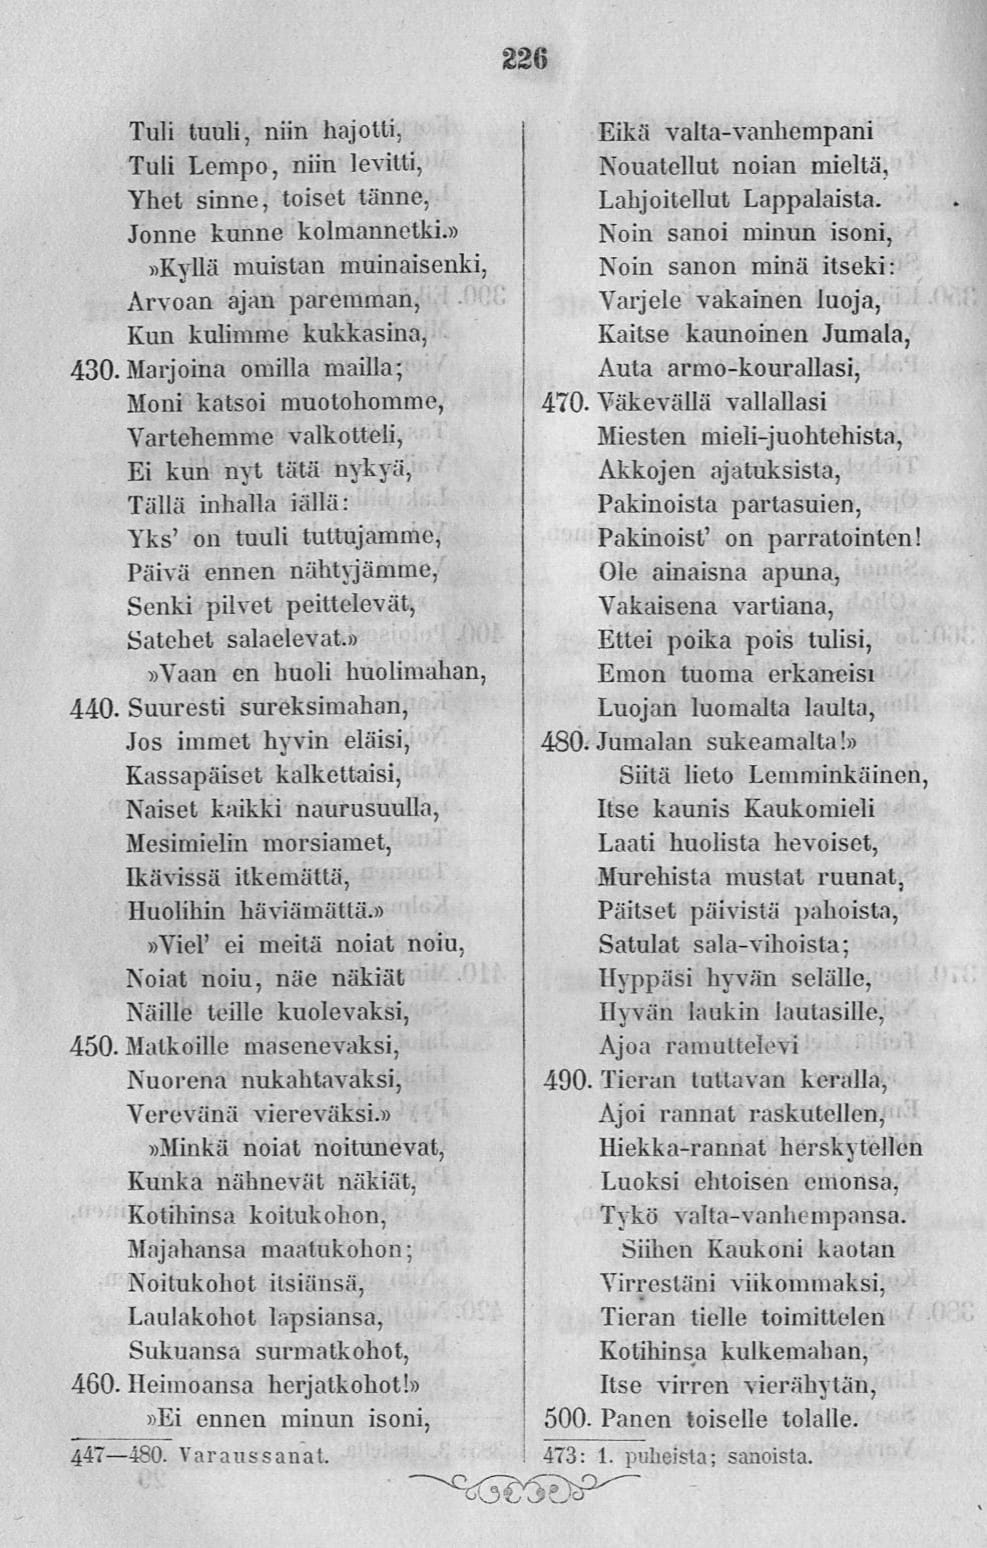 226
Tuli tuuli, niin hajotti,
Tuli Lempo, niin levitti,
Yhet sinne, toiset tänne,
Jonne kunne kolmannetki.»
»Kyllä muistan muinaisenki,
Arvoan ajan paremman,
Kun kulimme kukkasina,
430. Marjoina omilla mailla;
Moni katsoi muotohomme,
Vartehemme valkotteli,
Ei kun nyt tätä nykyä,
Tällä inhalla iällä:
Yks' on tuuli tuttujamme,
Päivä ennen nähtyjämme,
Senki pilvet peittelevät,
Satehet salaelevat.»
»Vaan en huoli huolimahan,
440. Suuresti sureksimahan,
Jos immet hyvin eläisi,
Kassapäiset kalkettaisi,
Naiset kaikki naurusuulla,
Mesimielin morsiamet,
Ikävissä itkemättä,
Huolihin häviämättä.»
»Viel' ei meitä noiat noiu,
Noiat noiu, näe näkiät
Näille teille kuolevaksi,
450. Matkoille masenevaksi,
Nuorena nukahtavaksi,
Verevänä viereväksi.»
»Minkä noiat noitunevat,
Kunka nähnevät näkiät,
Kotihinsa koitukohon,
Majahansa maatukohon;
Noitukohot itsiänsä,
Laulakohot lapsiansa,
Sukuansa surmatkohot,
460. Heimoansa herjatkohot!»
»Ei ennen minun isoni,
447—480. Varaussanat.
Eikä valta-vanhempani
Nouatellut noian mieltä,
Lahjoitellut Lappalaista.
Noin sanoi minun isoni,
Noin sanon minä itseki:
Varjele vakainen luoja,
Kaitse kaunoinen Jumala,
Auta armo-kourallasi,
470. Väkevällä vallallasi
Miesten mieli-juohtehista,
Akkojen ajatuksista,
Pakinoista partasuien,
Pakinoist' on parratointen!
Ole ainaisna apuna,
Vakaisena vartiana,
Ettei poika pois tulisi,
Emon tuoma erkaneisi
Luojan luomalta laulta,
480. Jumalan sukeamalta!»
Siitä lieto Lemminkäinen,
Itse kaunis Kaukomieli
Laati huolista hevoiset,
Murehista mustat ruunat,
Päitset päivistä pahoista,
Satulat sala-vihoista;
Hyppäsi hyvän selälle,
Hyvän laukin lautasille,
Ajoa ramuttelevi
490. Tieran tuttavan keralla,
Ajoi rannat raskutellen,
Hiekka-rannat herskytellen
Luoksi ehtoisen emonsa,
Tykö valta-vanhempansa.
Siihen Kaukoni kaotan
Virrestäni viikommaksi,
Tieran tielle toimittelen
Kotihinsa kulkemahan,
Itse virren vierähytän,
500. Panen toiselle tolalle.
473: l. puheista; sanoista.